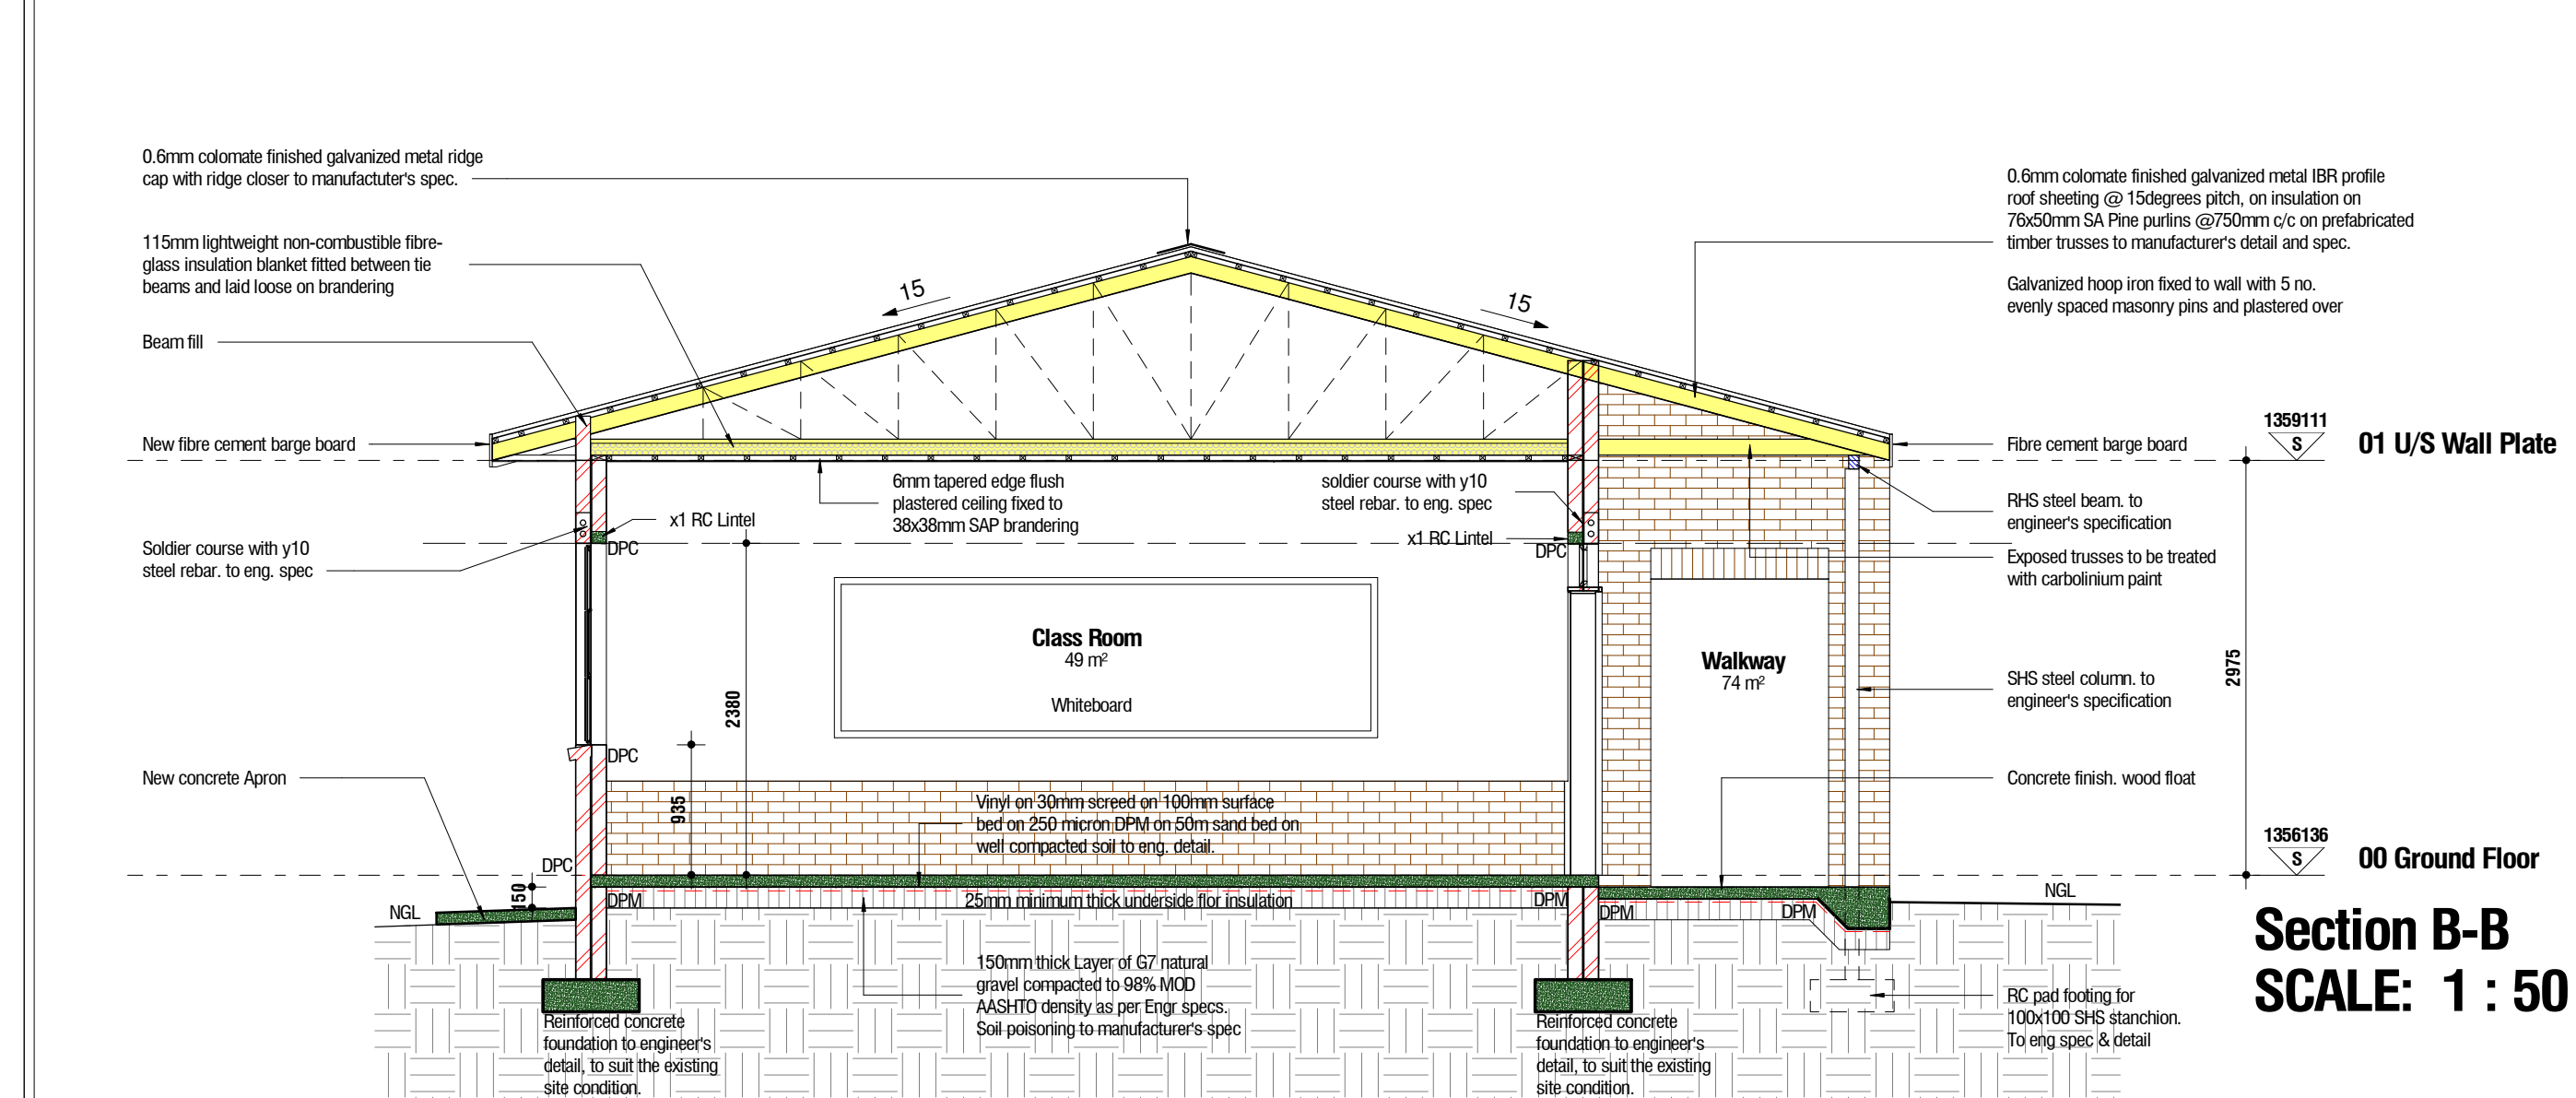 0.6mm colomate finished galvanized metal ridge
cap with ridge closer to manufactuter's spec.
115mm lightweight non-combustible fibre-
glass insulation blanket fitted between tie
beams and laid loose on brandering
Beam fill
New fibre cement barge board
Soldier course with y10
steel rebar. to eng. spec
New concrete Apron
15
15
6mm tapered edge flush
plastered ceiling fixed to
38x38mm SAP brandering
soldier course with y10
steel rebar. to eng. spec
x1 RC Lintel
x1 RC Lintel
DPC
DPC
Class Room
49 m²
Whiteboard
Walkway
74 m²
2380
935
DPC
DPC
150
NGL
Vinyl on 30mm screed on 100mm surface
bed on 250 micron DPM on 50m sand bed on
well compacted soil to eng. detail.
DPM
25mm minimum thick underside flor insulation
DPM
DPM
DPM
NGL
150mm thick Layer of G7 natural
gravel compacted to 98% MOD
AASHTO density as per Engr specs.
Soil poisoning to manufacturer's spec
Reinforced concrete
foundation to engineer's
detail, to suit the existing
site condition.
Reinforced concrete
foundation to engineer's
detail, to suit the existing
site condition.
0.6mm colomate finished galvanized metal IBR profile
roof sheeting @ 15degrees pitch, on insulation on
76x50mm SA Pine purlins @750mm c/c on prefabricated
timber trusses to manufacturer's detail and spec.
Galvanized hoop iron fixed to wall with 5 no.
evenly spaced masonry pins and plastered over
Fibre cement barge board
RHS steel beam. to
engineer's specification
Exposed trusses to be treated
with carbolinium paint
SHS steel column. to
engineer's specification
Concrete finish. wood float
RC pad footing for
100x100 SHS stanchion.
To eng spec & detail
1359111
S
01 U/S Wall Plate
2975
1356136
S
00 Ground Floor
Section B-B
SCALE: 1 : 50